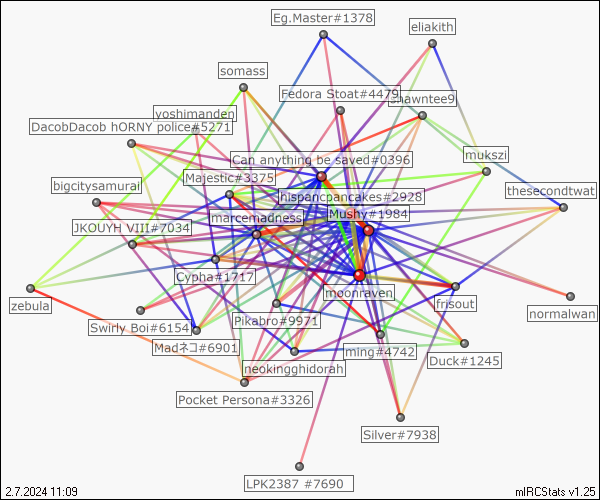 Eg.Master#1378
eliakith
somass
Fedora Stoat#4479
shawntee9
yoshimanden
DacobDacob hORNY police#5271
mukszi
Can anything be saved#0396
Majestic#3375
bigcitysamurai
thesecondtwat
hispancpancakes#2928
Mushy#1984
marcemadness
JKOUYH VIII#7034
Cypha#1717
moonraven
zebula
frisout
normalwan
Swirly Boi#6154
Pikabro#9971
Madネコ#6901
ming#4742
Duck#1245
neokingghidorah
Pocket Persona#3326
Silver#7938
LPK2387 #7690
2.7.2024 11:09
mIRCStats v1.25